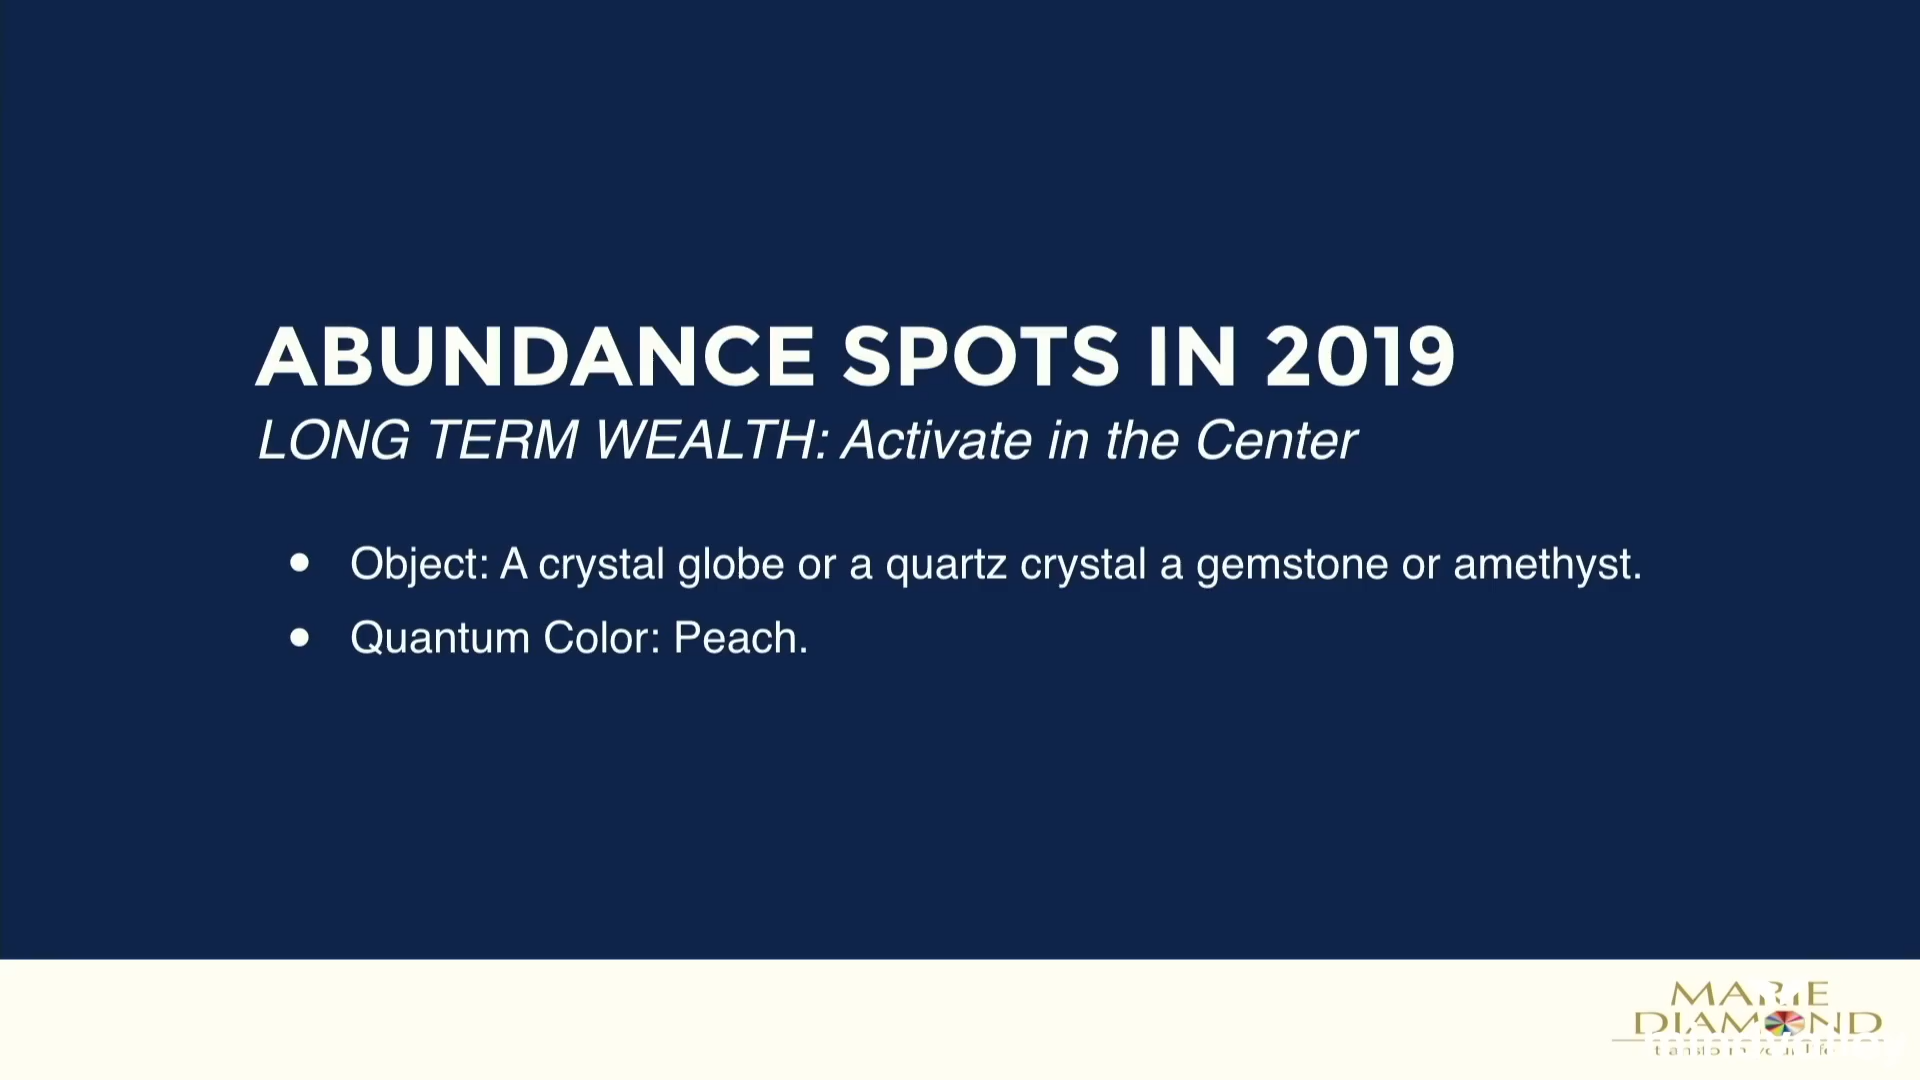 ABUNDANCE SPOTS IN 2019
LONG TERM WEALTH: Activate in the Center
● Object: A crystal globe or a quartz crystal a gemstone or amethyst.
● Quantum Color: Peach.
MARIE
DIAMOND